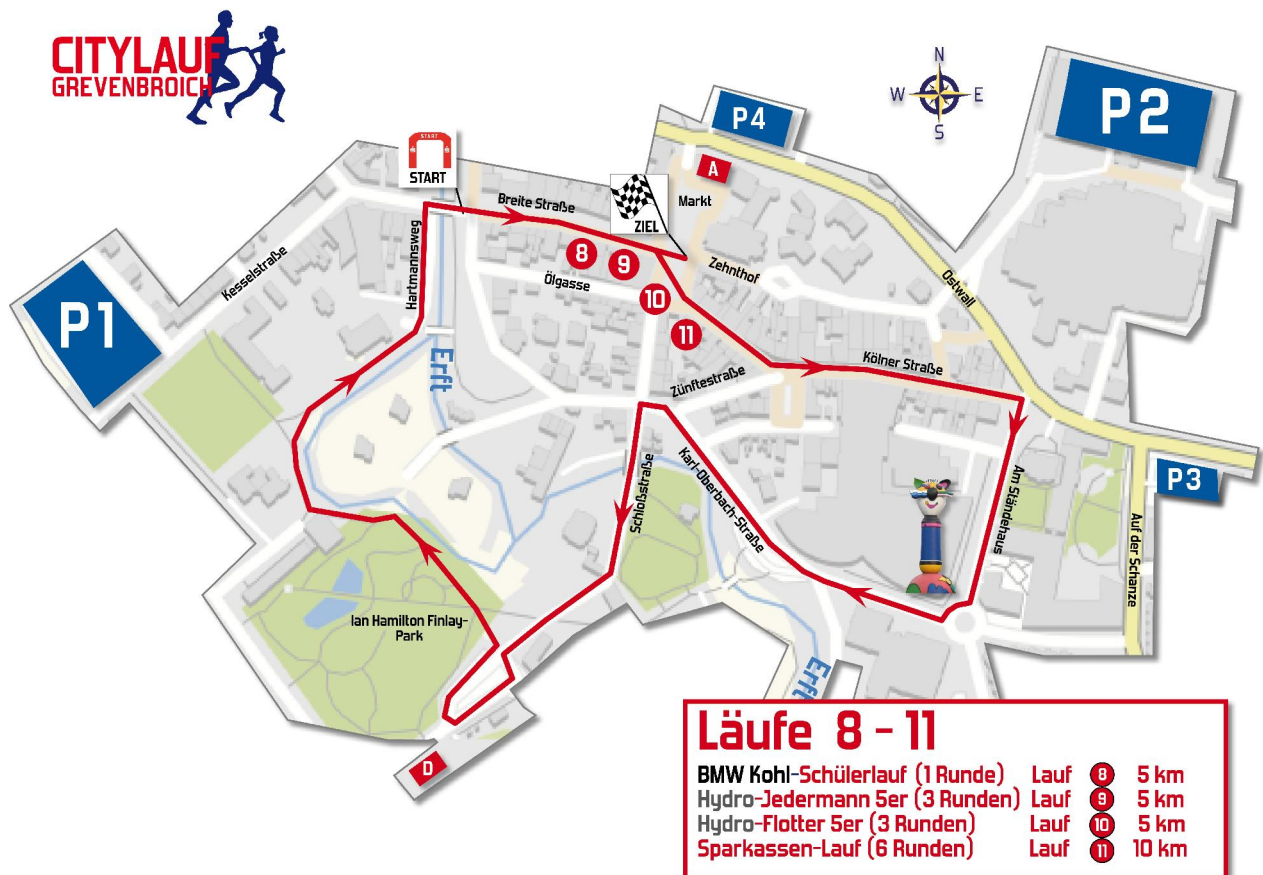 CITYLAUF
GREVENBROICH
N
W E
S
P4
P2
A
START
START
Breite Straße
ZIEL
Markt
Kesselstraße
Hartmannsweg
8
9
Zehnthof
Ostwall
Ölgasse
10
P1
11
Erft
Kölner Straße
Zünftestraße
Karl-Oberbach-Straße
Schloßstraße
Am Ständehaus
P3
Auf der Schanze
Ian Hamilton Finlay-
Park
Erft
D
Läufe 8 - 11
BMW Kohl-Schülerlauf (1 Runde) Lauf 8 5 km
Hydro-Jedermann 5er (3 Runden) Lauf 9 5 km
Hydro-Flotter 5er (3 Runden) Lauf 10 5 km
Sparkassen-Lauf (6 Runden) Lauf 11 10 km